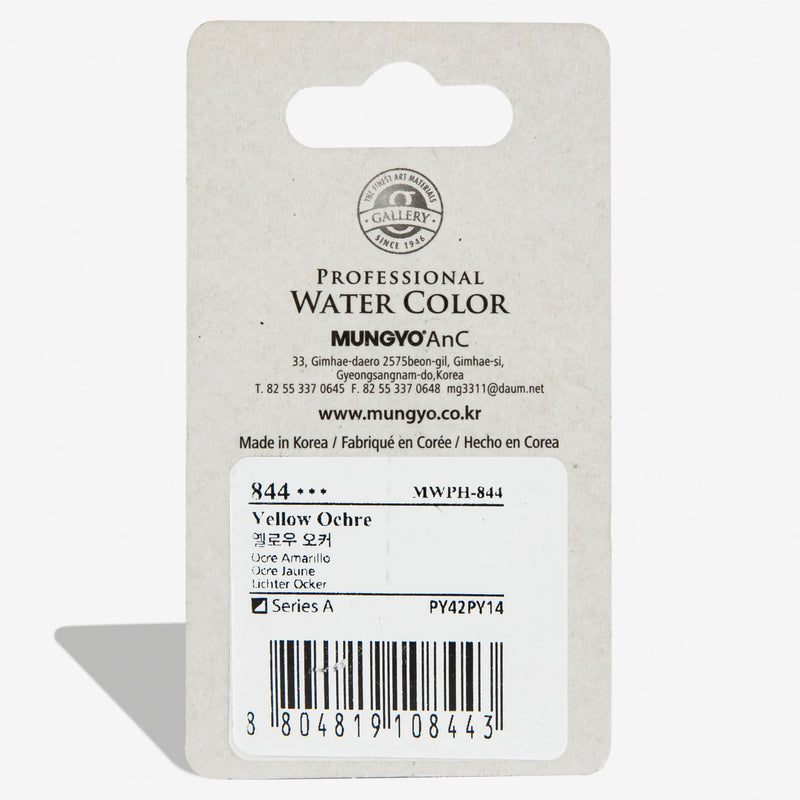 THE FINEST ART MATERIALS
g
GALLERY
SINCE 1946
PROFESSIONAL
WATER COLOR
MUNGYO® AnC
33, Gimhae-daero 2575beon-gil, Gimhae-si,
Gyeongsangnam-do,Korea
T. 82 55 337 0645 F. 82 55 337 0648 mg3311@daum.net
www.mungyo.co.kr
Made in Korea / Fabriqué en Corée / Hecho en Corea
844 *** MWPH-844
Yellow Ochre
옐로우 오커
Ocre Amarillo
Ocre Jaune
Lichter Ocker
Series A PY42PY14
8 804819 108443